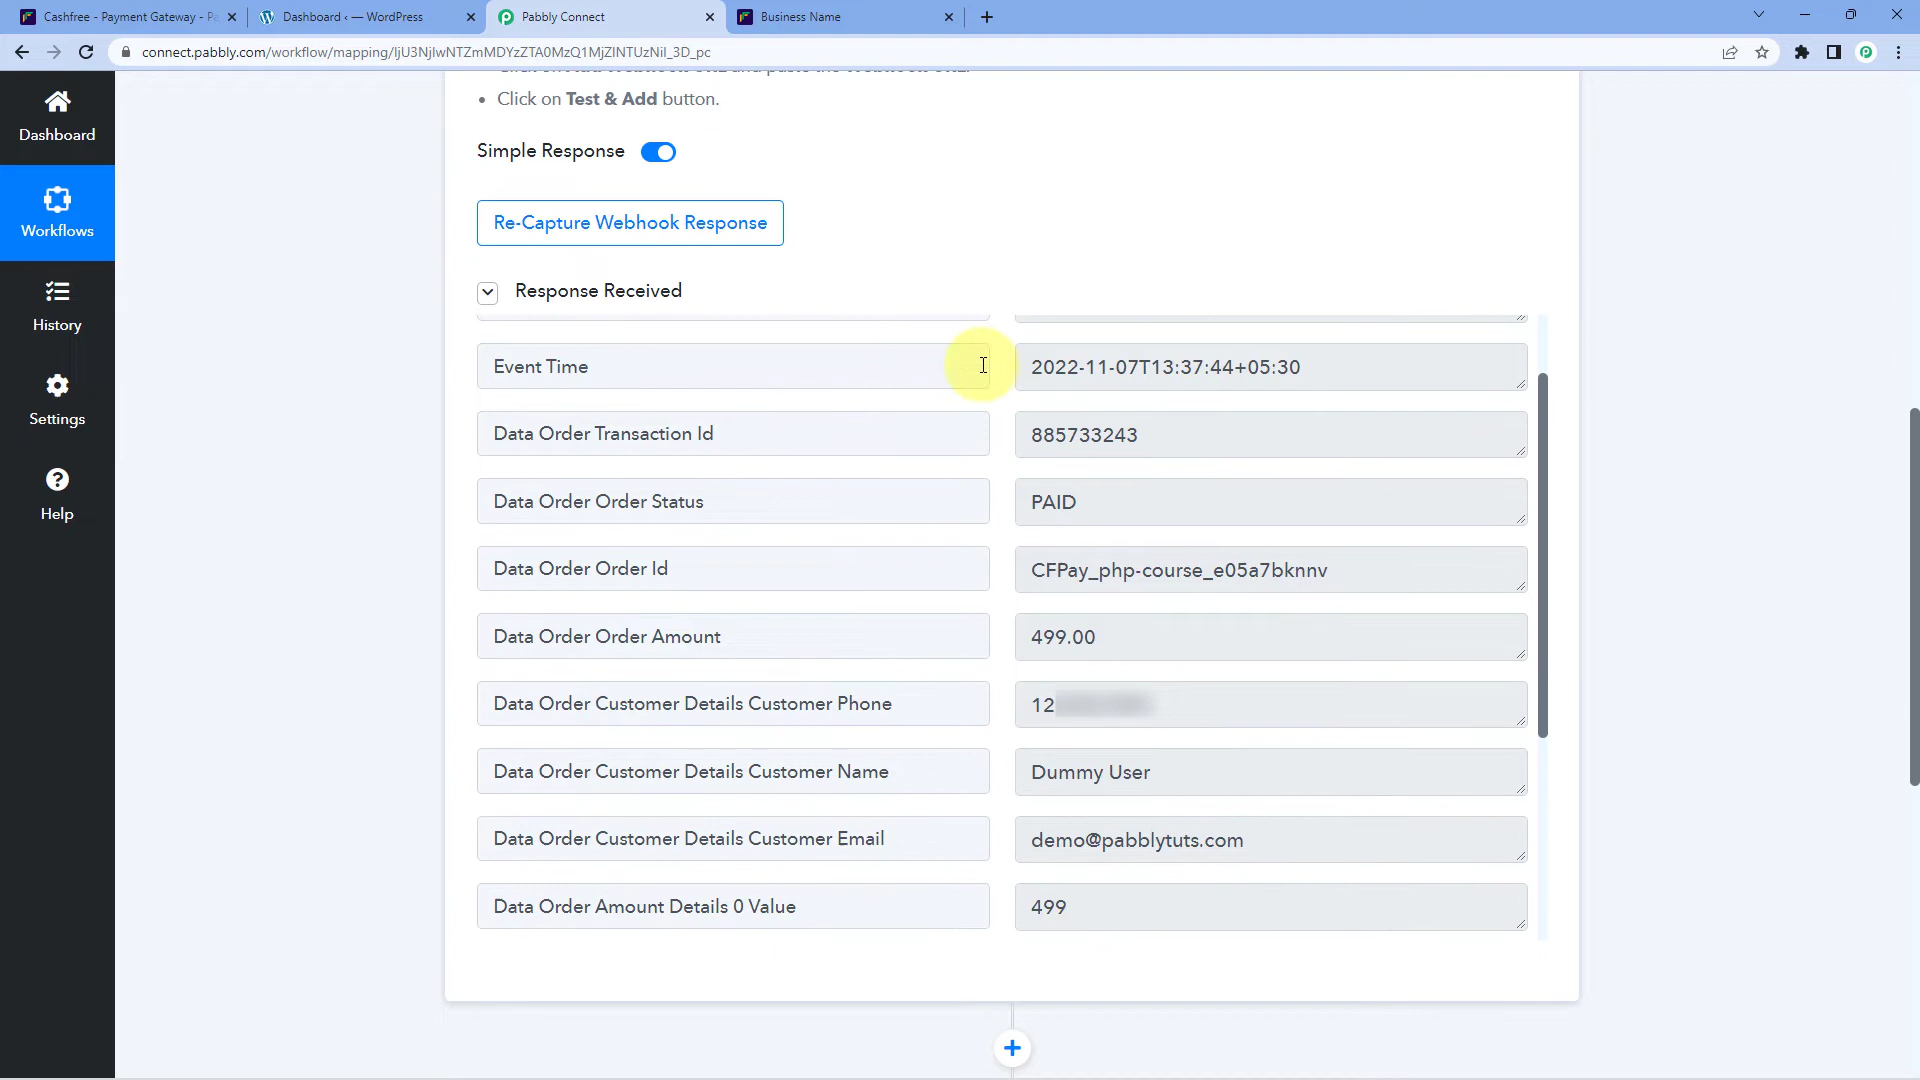 Cashfree - Payment Gateway - Pa
Dashboard ‹ — WordPress
Pabbly Connect
Business Name
connect.pabbly.com/workflow/mapping/IjU3NjIwNTZmMDYzZTA0MzQ1MjZlNTUzNiI_3D_pc
Dashboard
Workflows
History
Settings
Help
Click on Test & Add button.
Simple Response
Re-Capture Webhook Response
Response Received
Event Time
2022-11-07T13:37:44+05:30
Data Order Transaction Id
885733243
Data Order Order Status
PAID
Data Order Order Id
CFPay_php-course_e05a7bknnv
Data Order Order Amount
499.00
Data Order Customer Details Customer Phone
12
Data Order Customer Details Customer Name
Dummy User
Data Order Customer Details Customer Email
demo@pabblytuts.com
Data Order Amount Details 0 Value
499